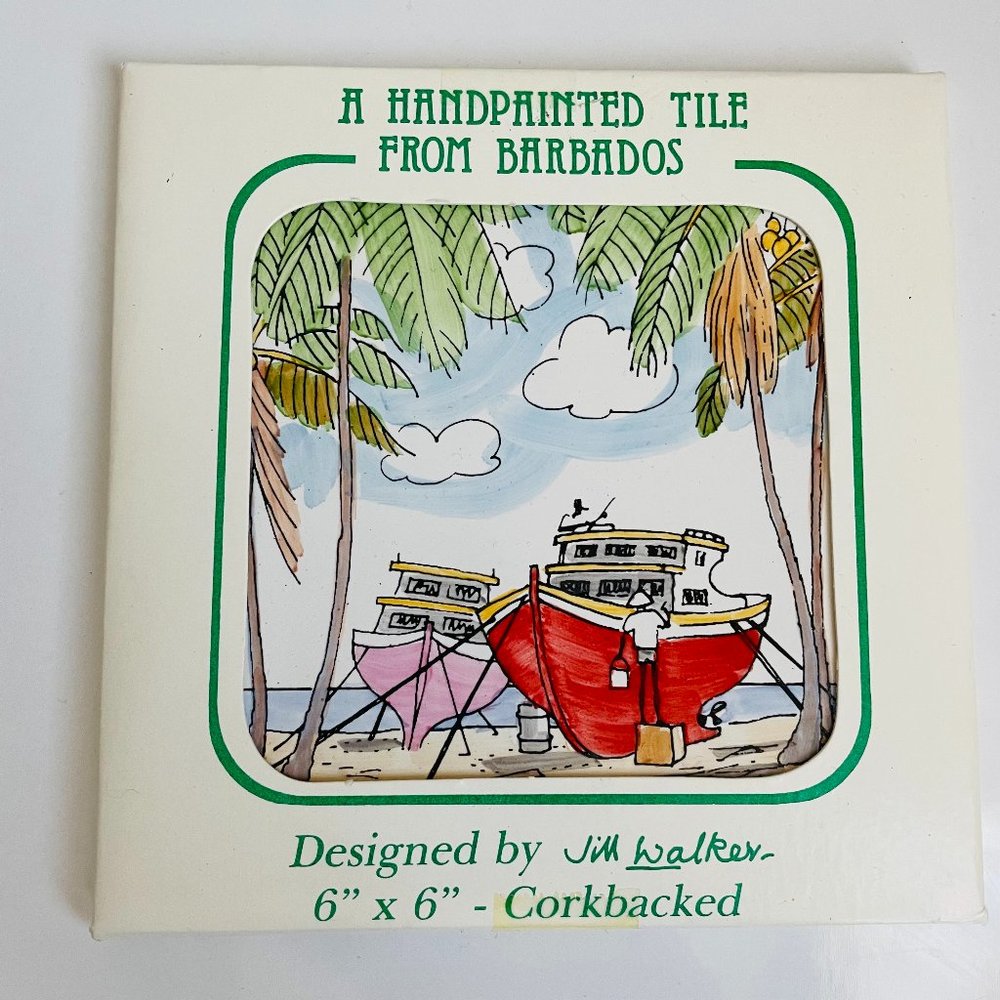 A HANDPAINTED TILE
FROM BARBADOS
Designed by Jill Walker
6” x 6” - Corkbacked